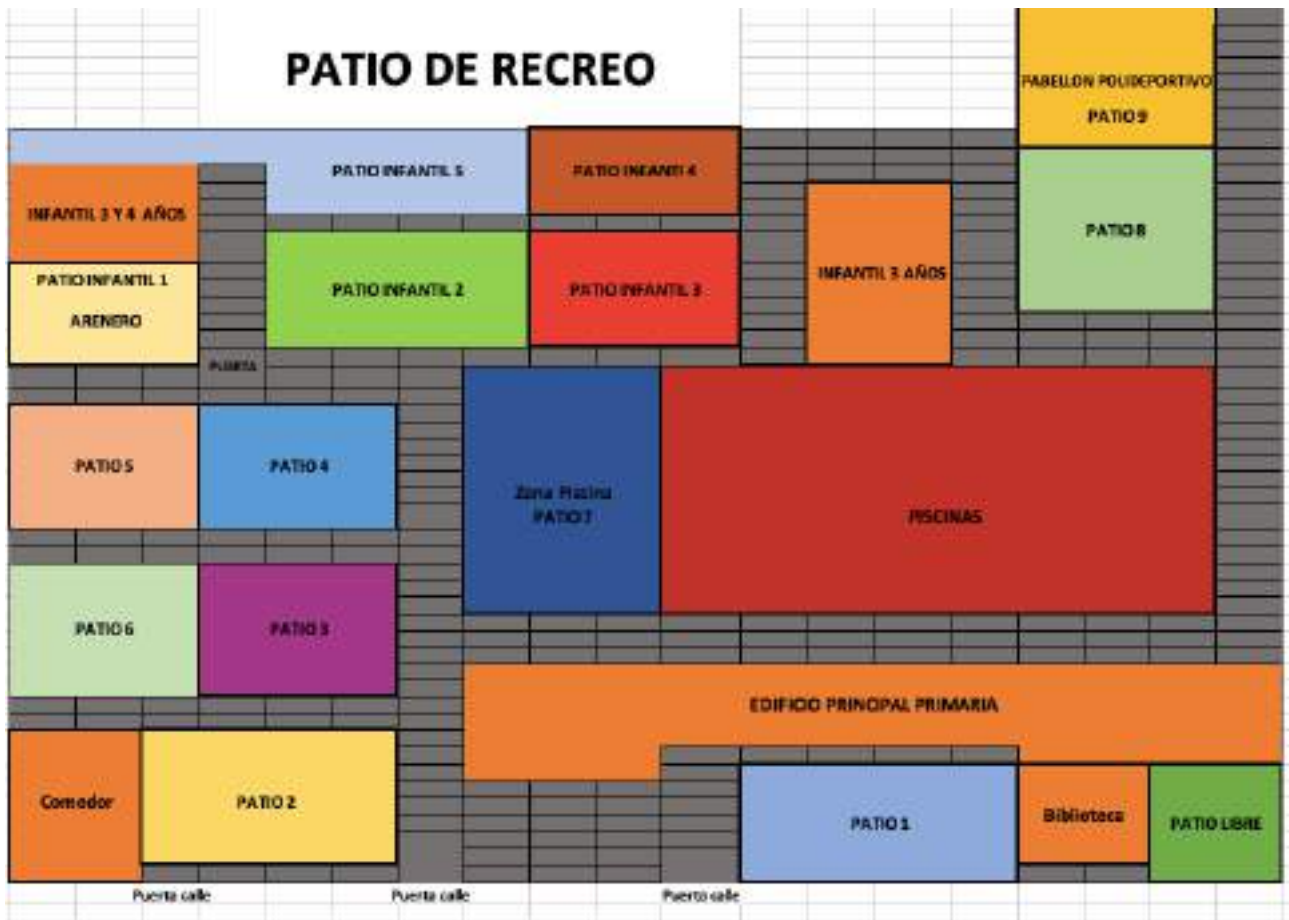 PATIO DE RECREO
PABELLON POLIDEPORTIVO
PATIO 9
PATIO INFANTIL 5
PATIO INFANTI 4
INFANTIL 3 Y 4 AÑOS
PATIO 8
PATIO INFANTIL 1
ARENERO
PATIO INFANTIL 2
PATIO INFANTIL 3
INFANTIL 3 AÑOS
PUERTA
PATIO 5
PATIO 4
Zona Piscina
PATIO 7
PISCINAS
PATIO 6
PATIO 3
EDIFICIO PRINCIPAL PRIMARIA
Comedor
PATIO 2
PATIO 1
Biblioteca
PATIO LIBRE
Puerta calle
Puerta calle
Puerta calle